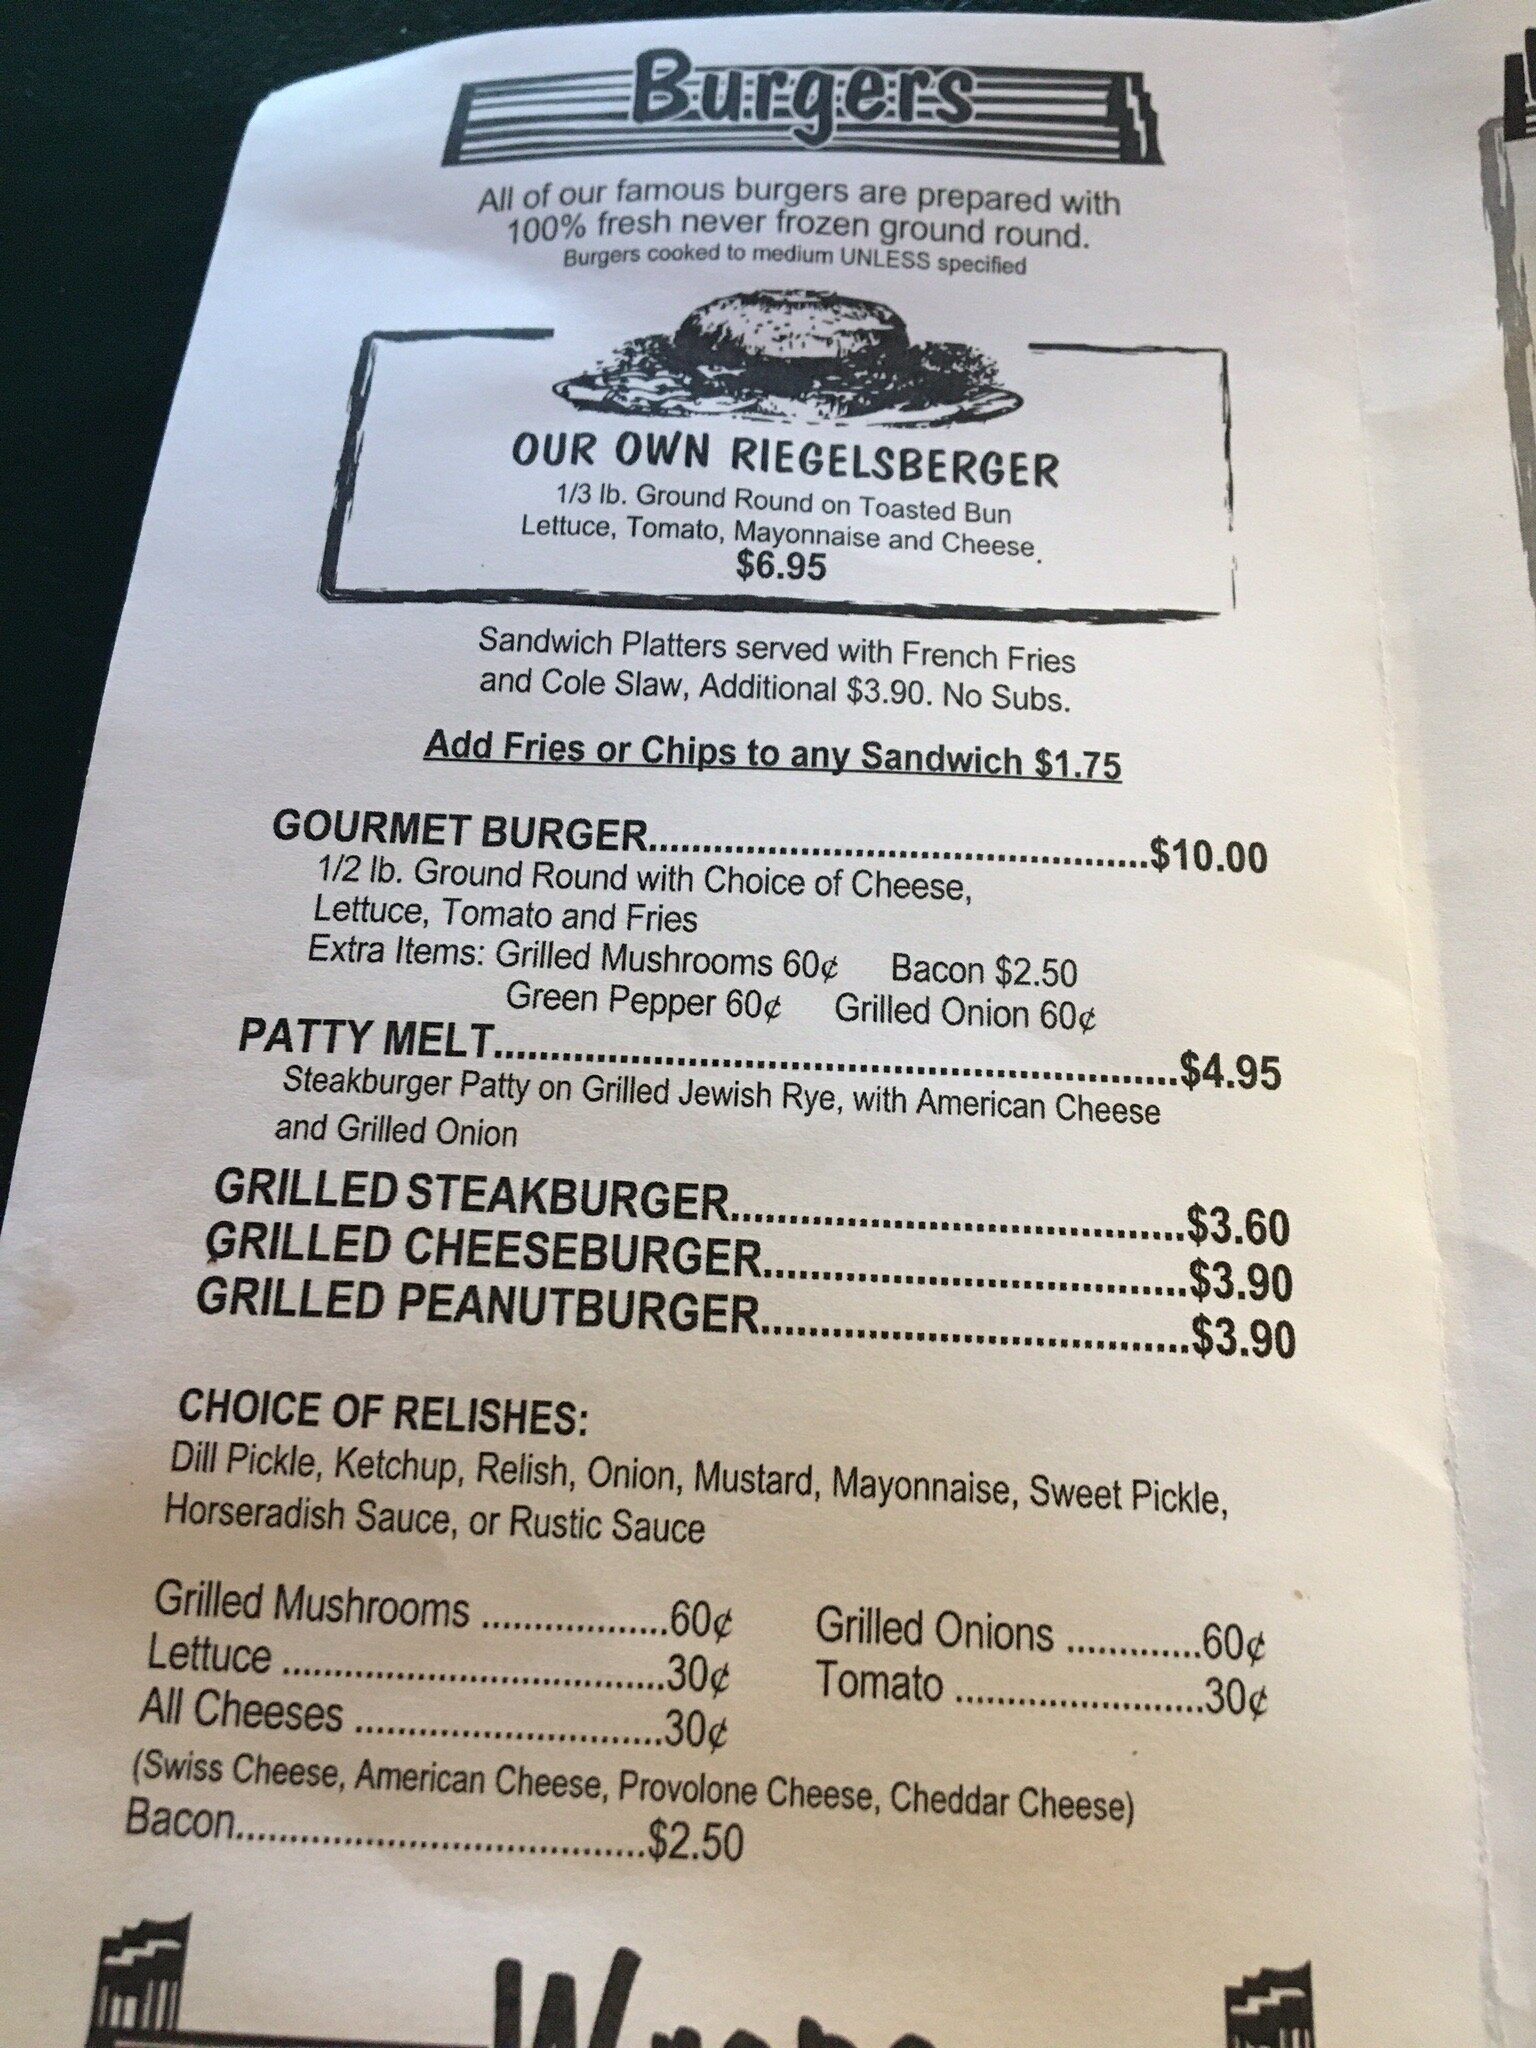 Burgers
All of our famous burgers are prepared with
100% fresh never frozen ground round.
Burgers cooked to medium UNLESS specified
OUR OWN RIEGELSBERGER
1/3 lb. Ground Round on Toasted Bun
Lettuce, Tomato, Mayonnaise and Cheese.
$6.95
Sandwich Platters served with French Fries
and Cole Slaw, Additional $3.90. No Subs.
Add Fries or Chips to any Sandwich $1.75
GOURMET BURGER..............................................$10.00
1/2 lb. Ground Round with Choice of Cheese,
Lettuce, Tomato and Fries
Extra Items: Grilled Mushrooms 60¢ Bacon $2.50
Green Pepper 60¢ Grilled Onion 60¢
PATTY MELT................................................................$4.95
Steakburger Patty on Grilled Jewish Rye, with American Cheese
and Grilled Onion
GRILLED STEAKBURGER.......................................$3.60
GRILLED CHEESEBURGER....................................$3.90
GRILLED PEANUTBURGER....................................$3.90
CHOICE OF RELISHES:
Dill Pickle, Ketchup, Relish, Onion, Mustard, Mayonnaise, Sweet Pickle,
Horseradish Sauce, or Rustic Sauce
Grilled Mushrooms ..................60¢ Grilled Onions .............60¢
Lettuce ......................................30¢ Tomato ........................30¢
All Cheeses ..............................30¢
(Swiss Cheese, American Cheese, Provolone Cheese, Cheddar Cheese)
Bacon.......................................$2.50
Wraps